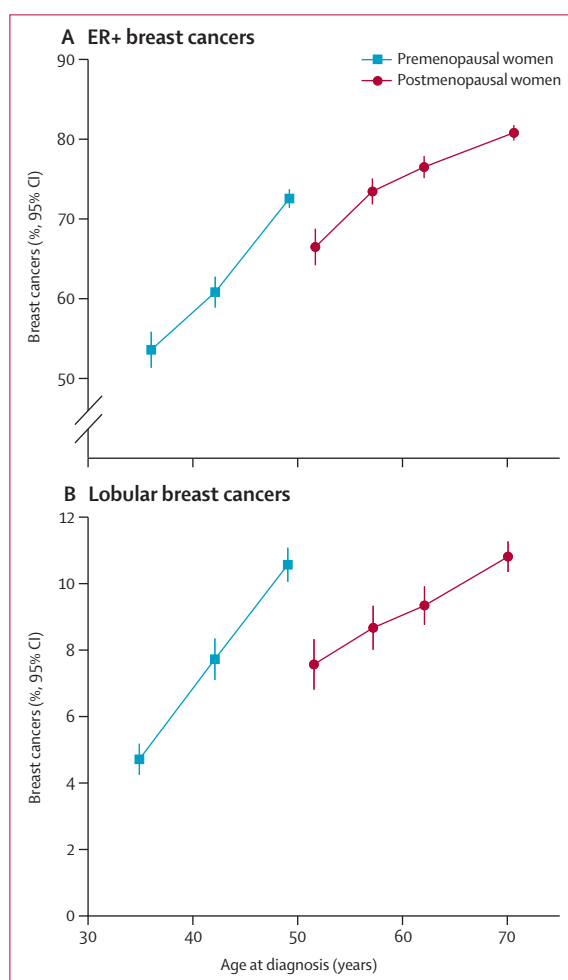 A ER+ breast cancers
Premenopausal women
Postmenopausal women
Breast cancers (%, 95% CI)
90
80
70
60
50
B Lobular breast cancers
Breast cancers (%, 95% CI)
12
10
8
6
4
2
0
30 40 50 60 70
Age at diagnosis (years)